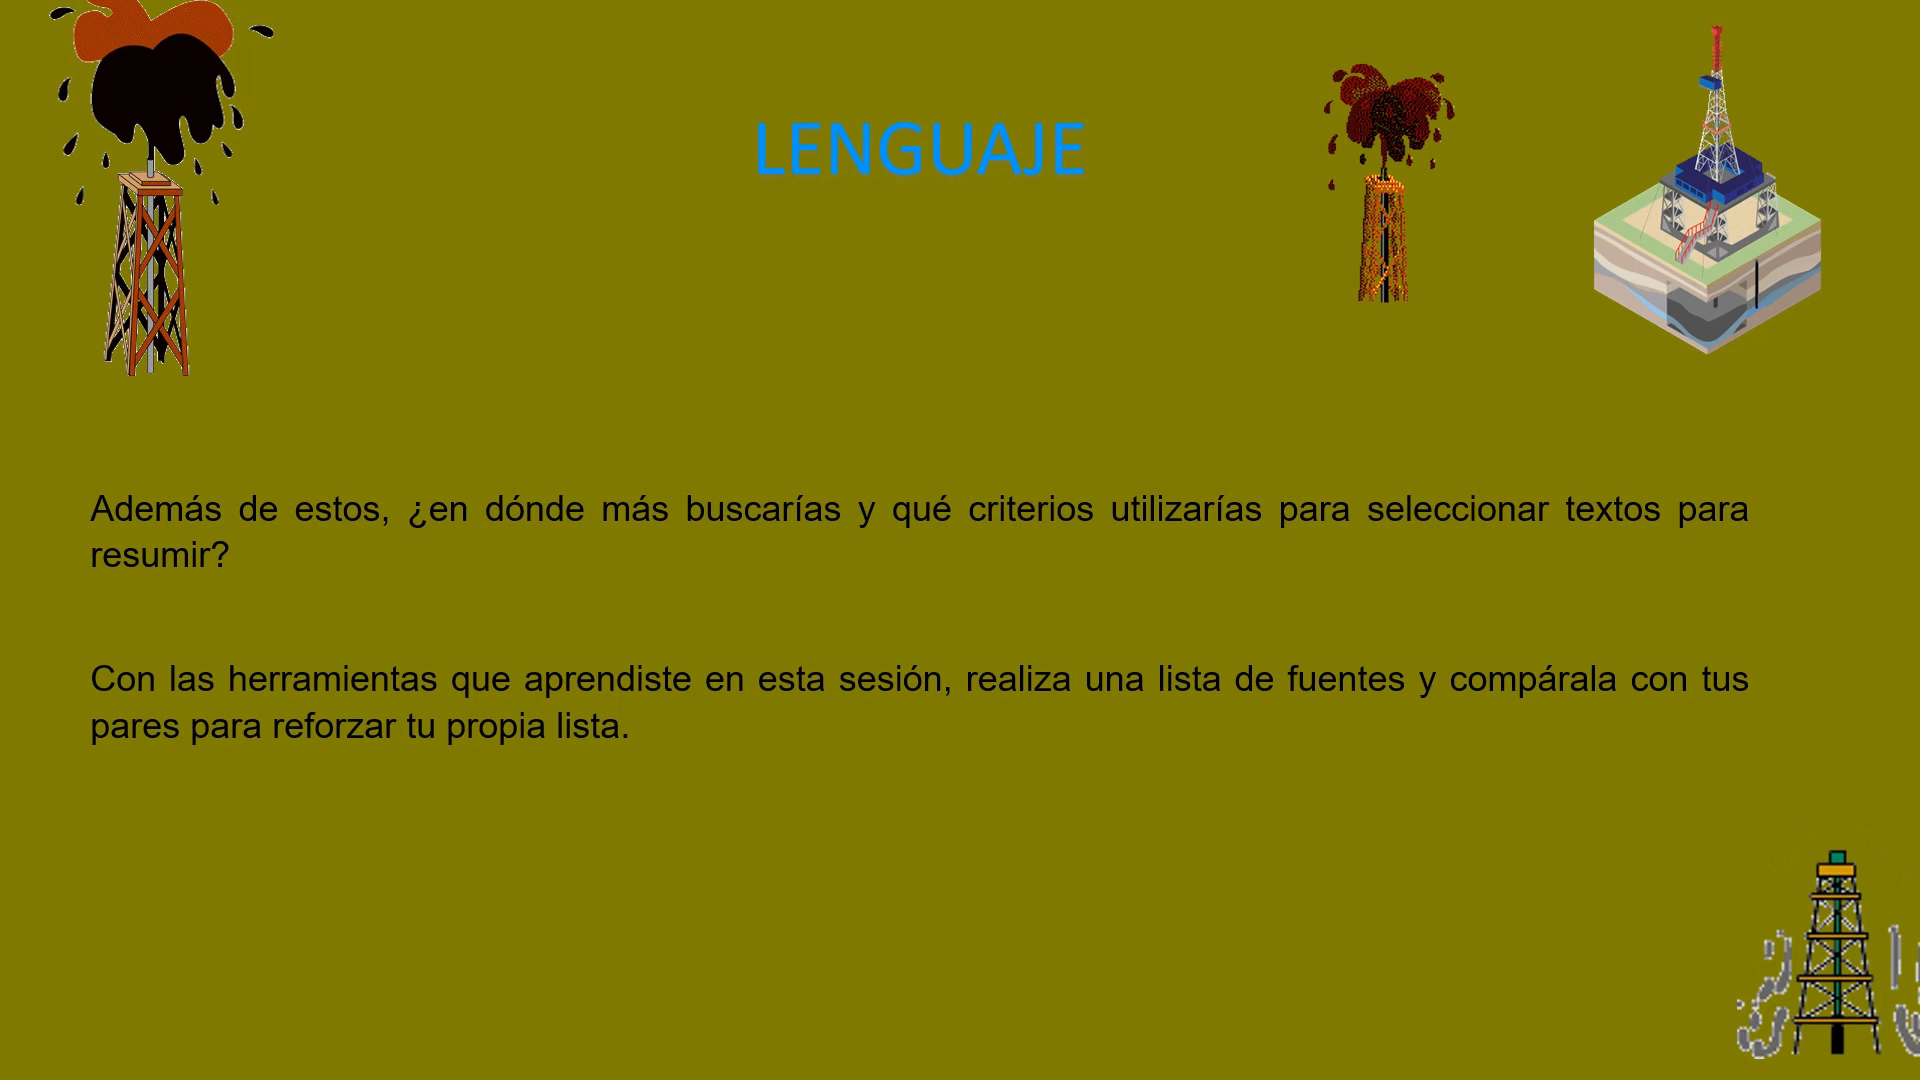 LENGUAJE
Además de estos, ¿en dónde más buscarías y qué criterios utilizarías para seleccionar textos para
resumir?
Con las herramientas que aprendiste en esta sesión, realiza una lista de fuentes y compárala con tus
pares para reforzar tu propia lista.